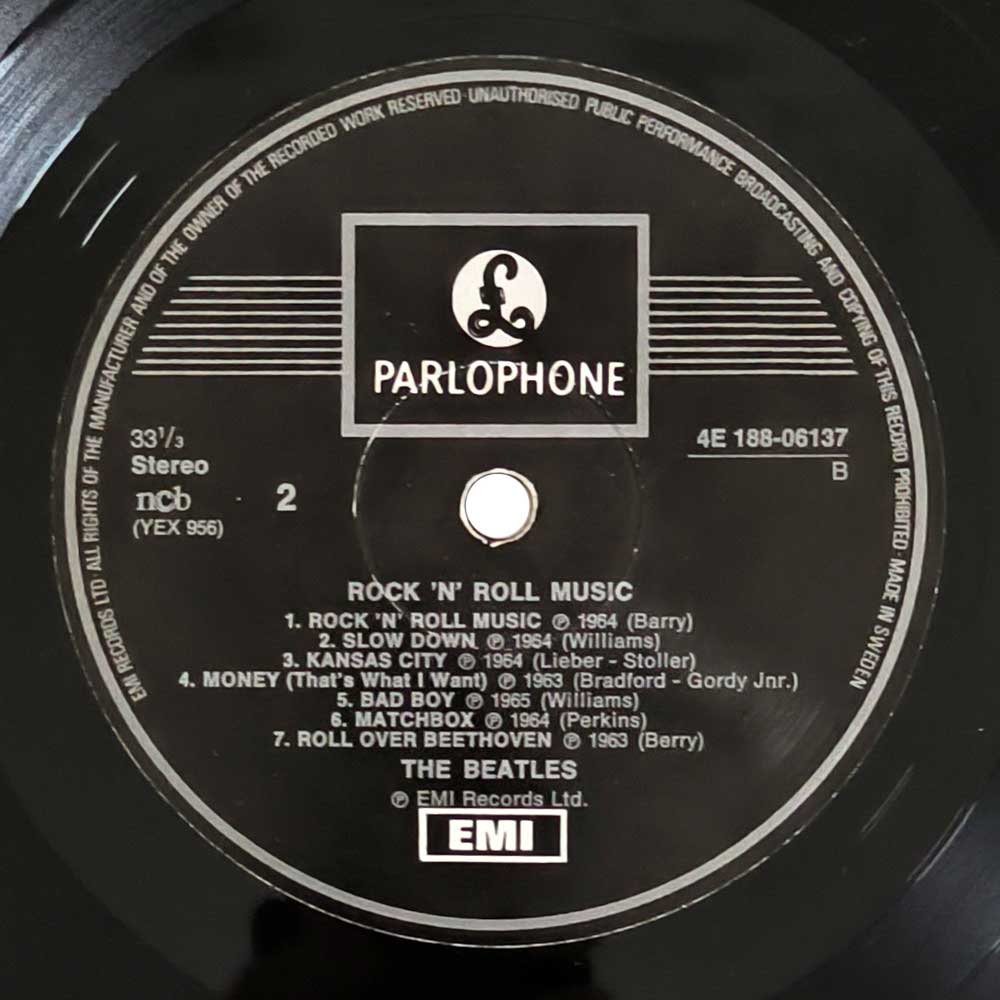 EMI RECORDS LTD · ALL RIGHTS OF THE MANUFACTURER AND OF THE OWNER OF THE RECORDED WORK RESERVED · UNAUTHORISED PUBLIC PERFORMANCE BROADCASTING AND COPYING OF THIS RECORD PROHIBITED · MADE IN SWEDEN
£
PARLOPHONE
33 1/3
Stereo
ncb
(YEX 956)
2
4E 188-06137
B
ROCK 'N' ROLL MUSIC
1. ROCK 'N' ROLL MUSIC ℗ 1964 (Barry)
2. SLOW DOWN ℗ 1964 (Williams)
3. KANSAS CITY ℗ 1964 (Lieber - Stoller)
4. MONEY (That's What I Want) ℗ 1963 (Bradford - Gordy Jnr.)
5. BAD BOY ℗ 1965 (Williams)
6. MATCHBOX ℗ 1964 (Perkins)
7. ROLL OVER BEETHOVEN ℗ 1963 (Berry)
THE BEATLES
℗ EMI Records Ltd.
EMI